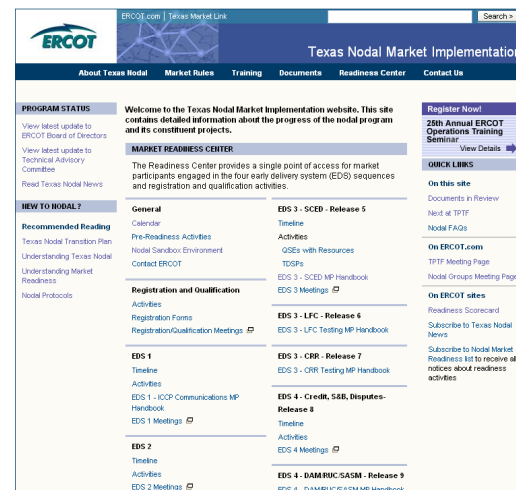 ERCOT.com | Texas Market Link
Search >
ERCOT
Texas Nodal Market Implementation
About Texas Nodal Market Rules Training Documents Readiness Center Contact Us
PROGRAM STATUS
View latest update to
ERCOT Board of Directors
View latest update to
Technical Advisory
Committee
Read Texas Nodal News
NEW TO NODAL?
Recommended Reading
Texas Nodal Transition Plan
Understanding Texas Nodal
Understanding Market
Readiness
Nodal Protocols
Welcome to the Texas Nodal Market Implementation website. This site
contains detailed information about the progress of the nodal program
and its constituent projects.
MARKET READINESS CENTER
The Readiness Center provides a single point of access for market
participants engaged in the four early delivery system (EDS) sequences
and registration and qualification activities.
General
Calendar
Pre-Readiness Activities
Nodal Sandbox Environment
Contact ERCOT
Registration and Qualification
Activities
Registration Forms
Registration/Qualification Meetings
EDS 1
Timeline
Activities
EDS 1 - ICCP Communications MP
Handbook
EDS 1 Meetings
EDS 2
Timeline
Activities
EDS 2 Meetings
EDS 3 - SCED - Release 5
Timeline
Activities
QSEs with Resources
TDSPs
EDS 3 - SCED MP Handbook
EDS 3 Meetings
EDS 3 - LFC - Release 6
EDS 3 - LFC Testing MP Handbook
EDS 3 - CRR - Release 7
EDS 3 - CRR Testing MP Handbook
EDS 4 - Credit, S&B, Disputes-
Release 8
Timeline
Activities
EDS 4 Meetings
EDS 4 - DAM/RUC/SASM - Release 9
EDS 4 - DAM/RUC/SASM MP Handbook
Register Now!
25th Annual ERCOT
Operations Training
Seminar
View Details
QUICK LINKS
On this site
Documents in Review
Next at TPTF
Nodal FAQs
On ERCOT.com
TPTF Meeting Page
Nodal Groups Meeting Page
On ERCOT sites
Readiness Scorecard
Subscribe to Texas Nodal
News
Subscribe to Nodal Market
Readiness list to receive all
notices about readiness
activities